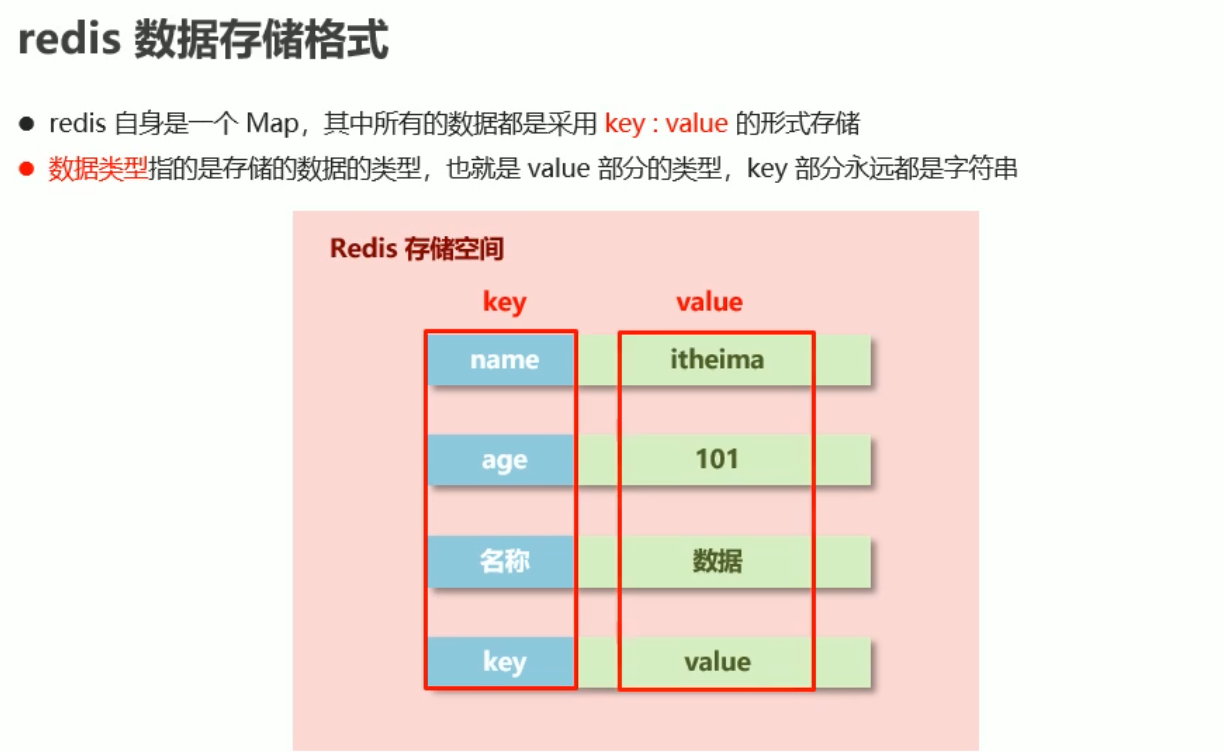 redis 数据存储格式
● redis 自身是一个 Map，其中所有的数据都是采用 key : value 的形式存储
● 数据类型指的是存储的数据的类型，也就是 value 部分的类型，key 部分永远都是字符串
Redis 存储空间
key value
name itheima
age 101
名称 数据
key value